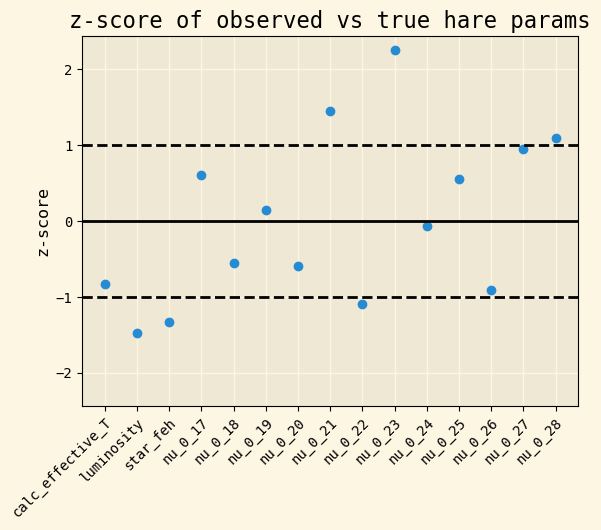 z-score of observed vs true hare params
z-score
2
1
0
−1
−2
calc_effective_T
luminosity
star_feh
nu_0_17
nu_0_18
nu_0_19
nu_0_20
nu_0_21
nu_0_22
nu_0_23
nu_0_24
nu_0_25
nu_0_26
nu_0_27
nu_0_28